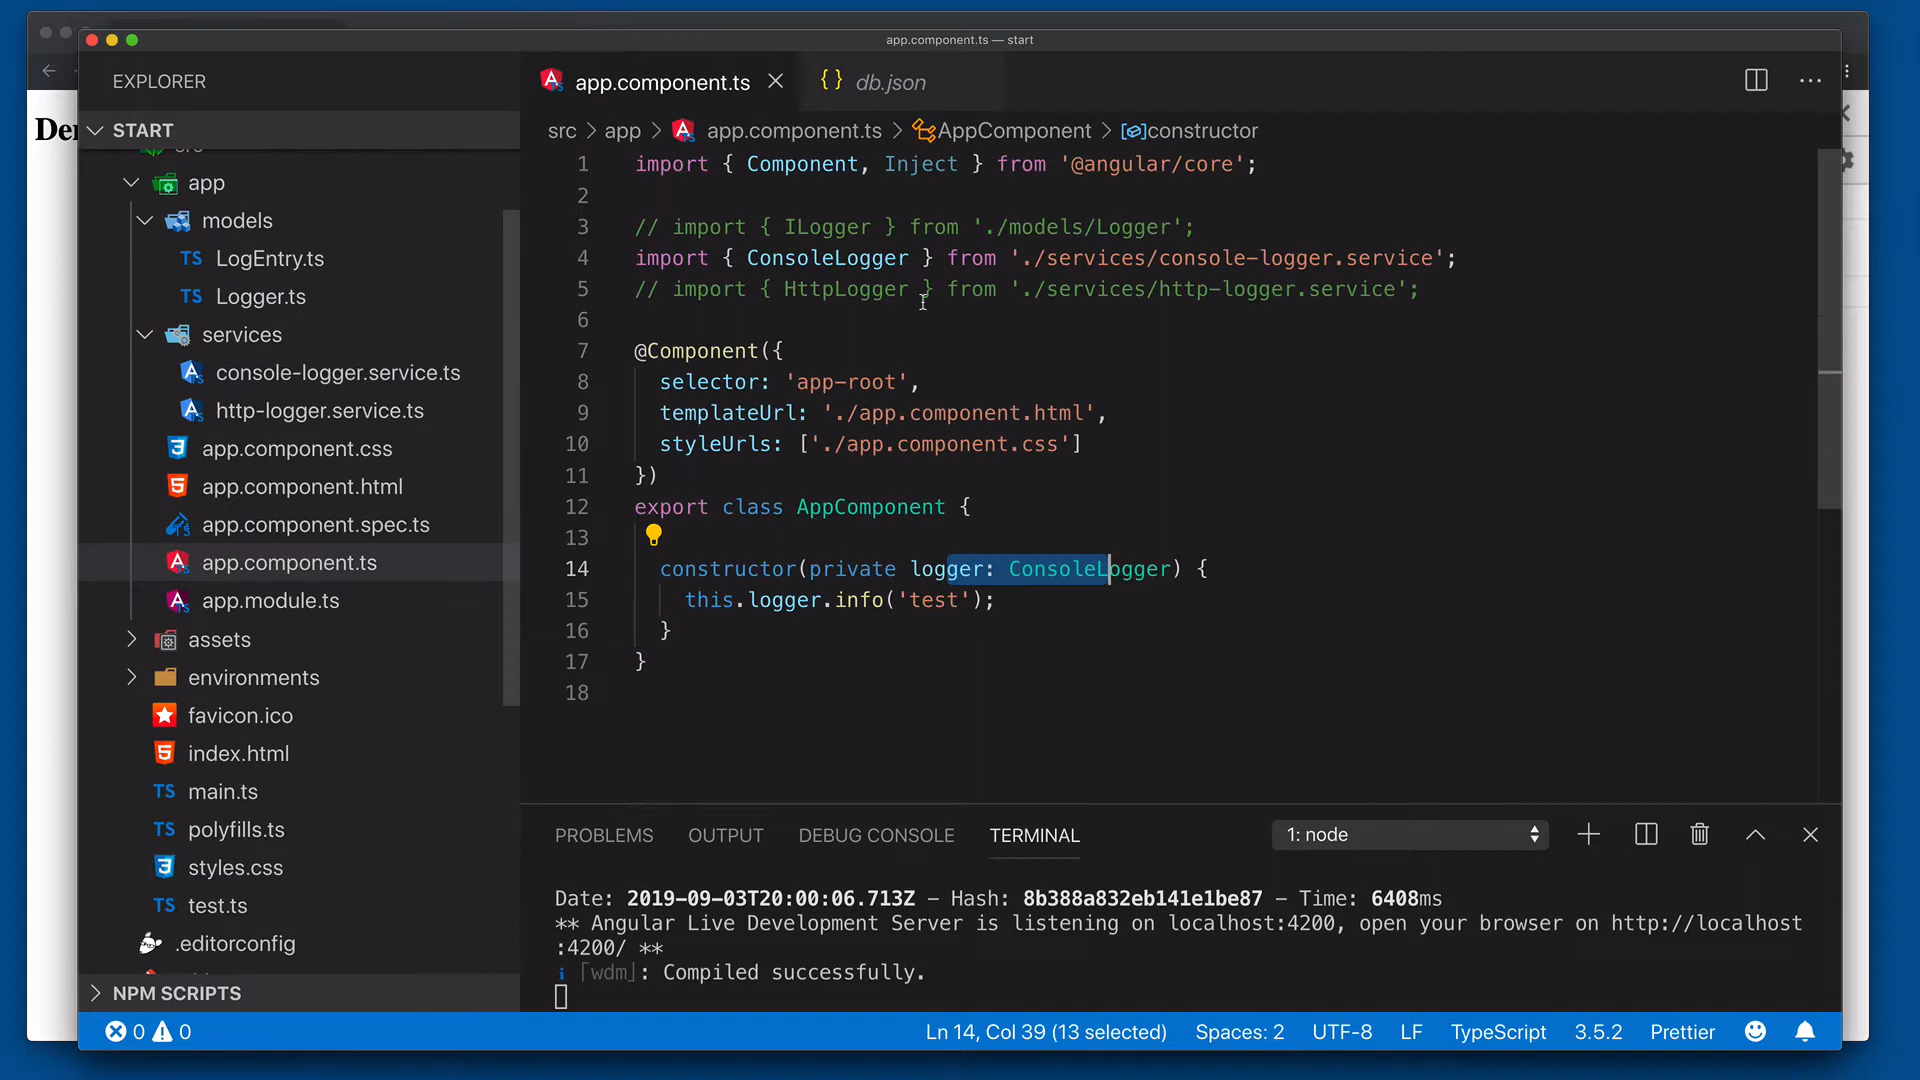 app.component.ts — start
EXPLORER
START
src
app
models
TS LogEntry.ts
TS Logger.ts
services
console-logger.service.ts
http-logger.service.ts
app.component.css
app.component.html
app.component.spec.ts
app.component.ts
app.module.ts
assets
environments
favicon.ico
index.html
TS main.ts
TS polyfills.ts
styles.css
TS test.ts
.editorconfig
NPM SCRIPTS
app.component.ts
{} db.json
src > app > app.component.ts > AppComponent > constructor
1 import { Component, Inject } from '@angular/core';
2
3 // import { ILogger } from './models/Logger';
4 import { ConsoleLogger } from './services/console-logger.service';
5 // import { HttpLogger } from './services/http-logger.service';
6
7 @Component({
8 selector: 'app-root',
9 templateUrl: './app.component.html',
10 styleUrls: ['./app.component.css']
11 })
12 export class AppComponent {
13
14 constructor(private logger: ConsoleLogger) {
15 this.logger.info('test');
16 }
17 }
18
PROBLEMS OUTPUT DEBUG CONSOLE TERMINAL 1: node
Date: 2019-09-03T20:00:06.713Z – Hash: 8b388a832eb141e1be87 – Time: 6408ms
** Angular Live Development Server is listening on localhost:4200, open your browser on http://localhost
:4200/ **
i ｢wdm｣: Compiled successfully.
0 0 Ln 14, Col 39 (13 selected) Spaces: 2 UTF-8 LF TypeScript 3.5.2 Prettier